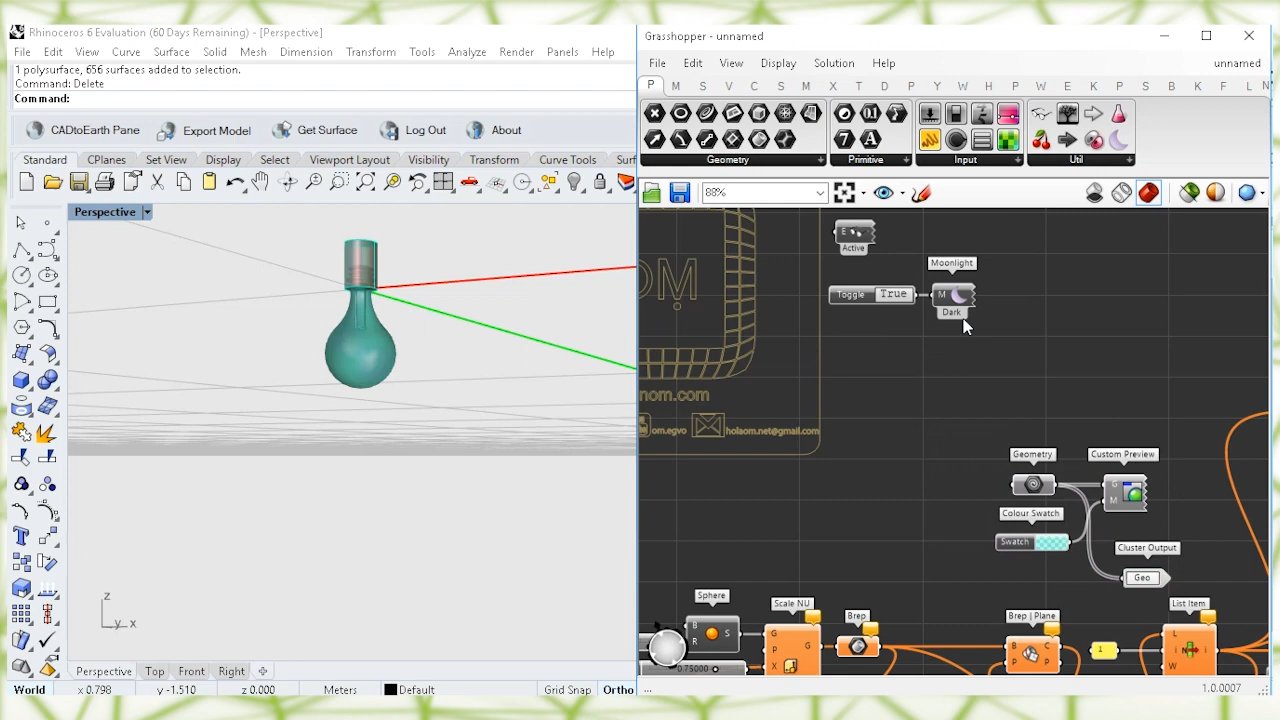 Rhinoceros 6 Evaluation (60 Days Remaining) - [Perspective]
File Edit View Curve Surface Solid Mesh Dimension Transform Tools Analyze Render Panels Help
1 polysurface, 656 surfaces added to selection.
Command: Delete
Command:
CADtoEarth Pane Export Model Get Surface Log Out About
Standard CPlanes Set View Display Select Viewport Layout Visibility Transform Curve Tools Surf
Perspective
z
x
Perspective Top Front Right
World x 0.798 y -1.510 z 0.000 Meters Default Grid Snap Ortho
Grasshopper - unnamed
File Edit View Display Solution Help unnamed
P M S V C S M X T D P Y W H P W E K P S B K F L N
Geometry Primitive Input Util
88%
E
Active
Moonlight
Toggle True M
Dark
OM
nom.com
om.egvo holaom.net@gmail.com
Geometry Custom Preview
G
M
Colour Swatch
Swatch
Cluster Output
Geo
Sphere Scale NU Brep Brep | Plane List Item
B R S G P X G B P C P 1 L i W i
0.75000
1.0.0007